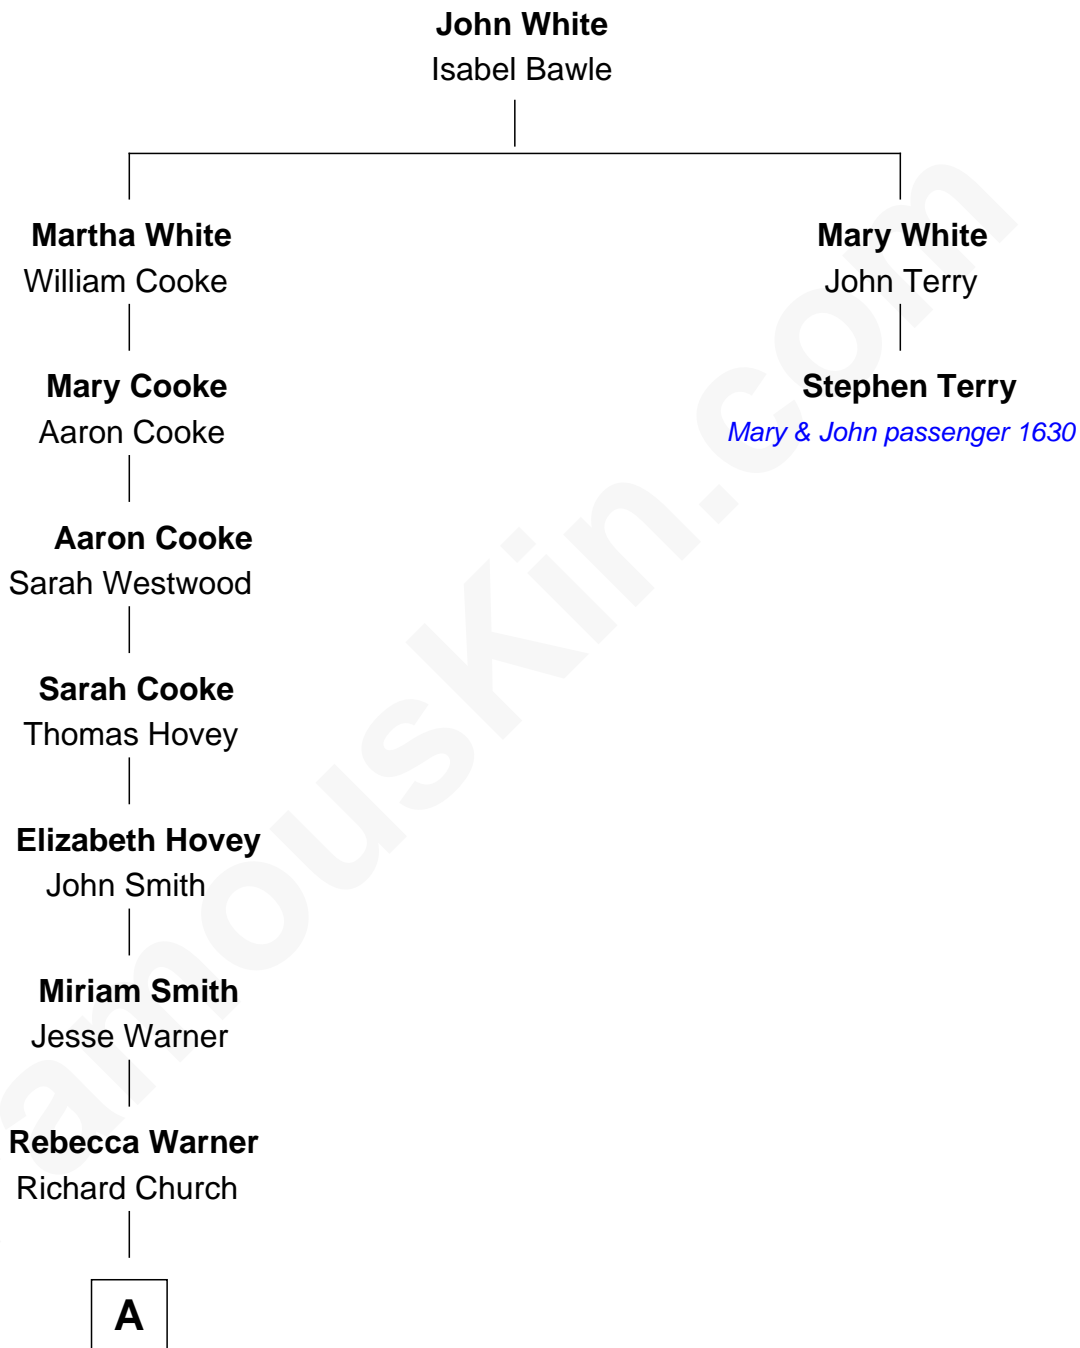 John White
Isabel Bawle
Martha White
William Cooke
Mary White
John Terry
Mary Cooke
Aaron Cooke
Stephen Terry
Mary & John passenger 1630
Aaron Cooke
Sarah Westwood
Sarah Cooke
Thomas Hovey
Elizabeth Hovey
John Smith
Miriam Smith
Jesse Warner
Rebecca Warner
Richard Church
A
amousKin.com